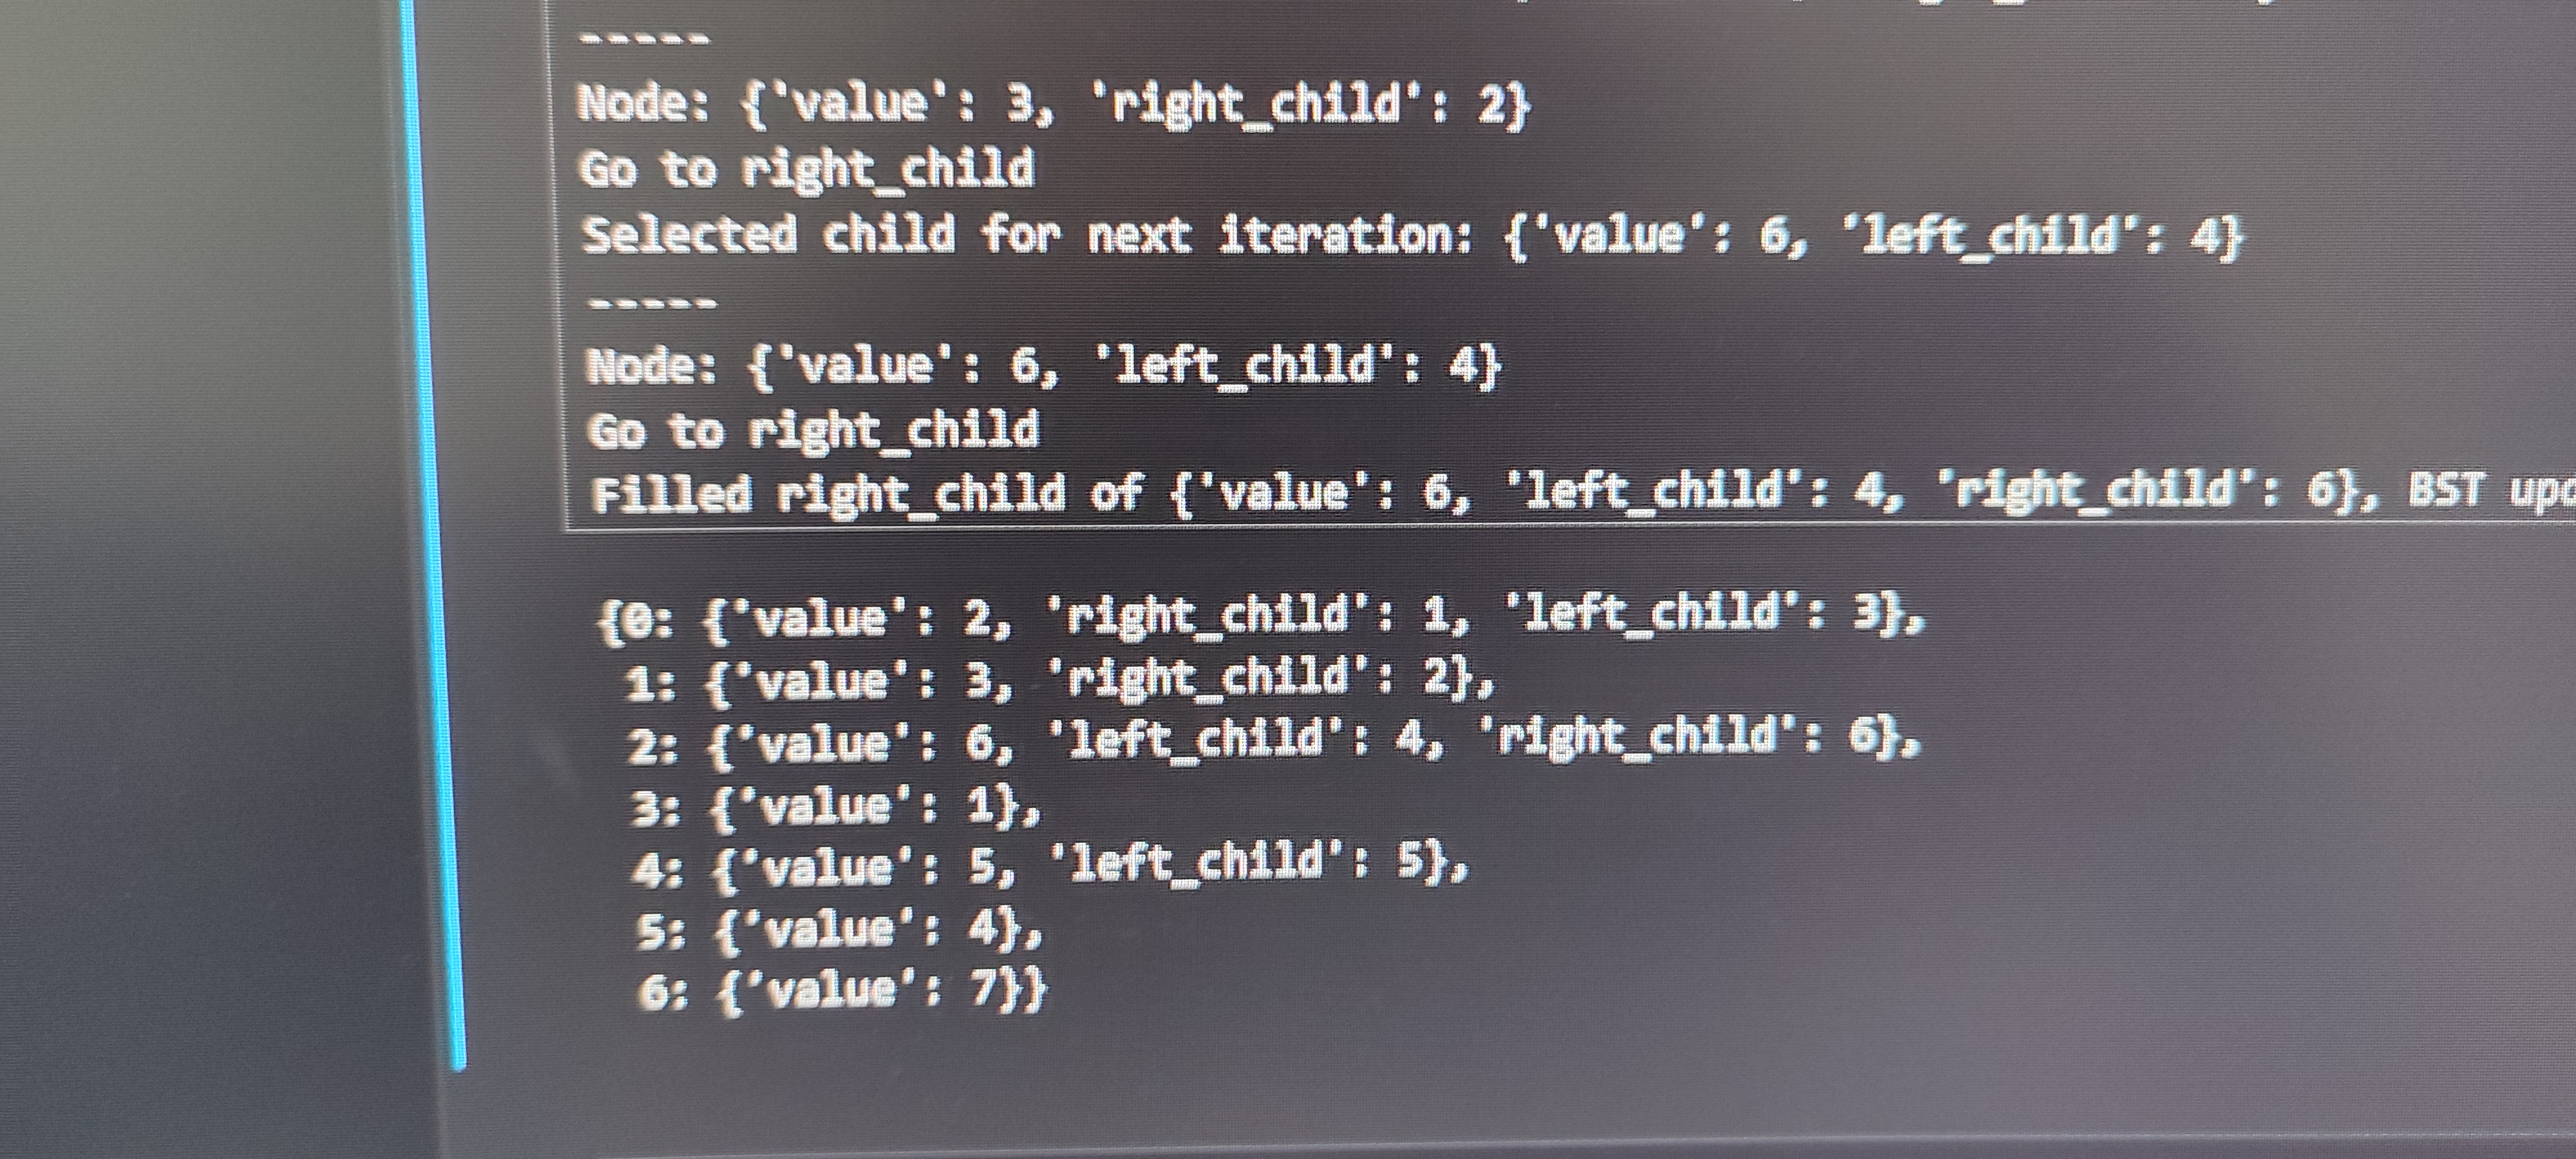 -----
Node: {'value': 3, 'right_child': 2}
Go to right_child
Selected child for next iteration: {'value': 6, 'left_child': 4}
-----
Node: {'value': 6, 'left_child': 4}
Go to right_child
Filled right_child of {'value': 6, 'left_child': 4, 'right_child': 6}, BST
{0: {'value': 2, 'right_child': 1, 'left_child': 3},
1: {'value': 3, 'right_child': 2},
2: {'value': 6, 'left_child': 4, 'right_child': 6},
3: {'value': 1},
4: {'value': 5, 'left_child': 5},
5: {'value': 4},
6: {'value': 7}}